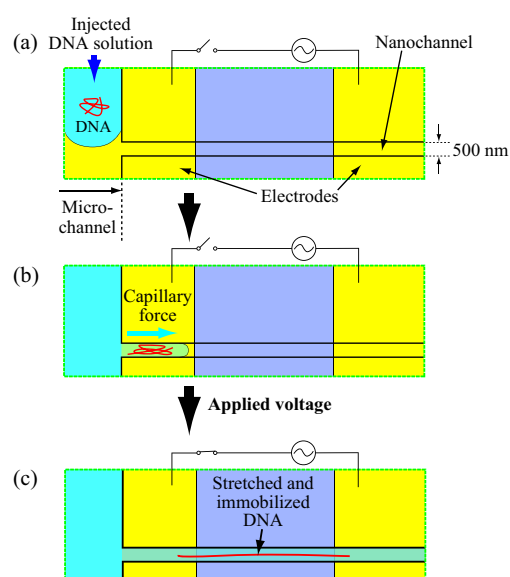 (a)
Injected
DNA solution
DNA
Nanochannel
500 nm
Electrodes
Micro-
channel
(b)
Capillary
force
Applied voltage
(c)
Stretched and
immobilized
DNA